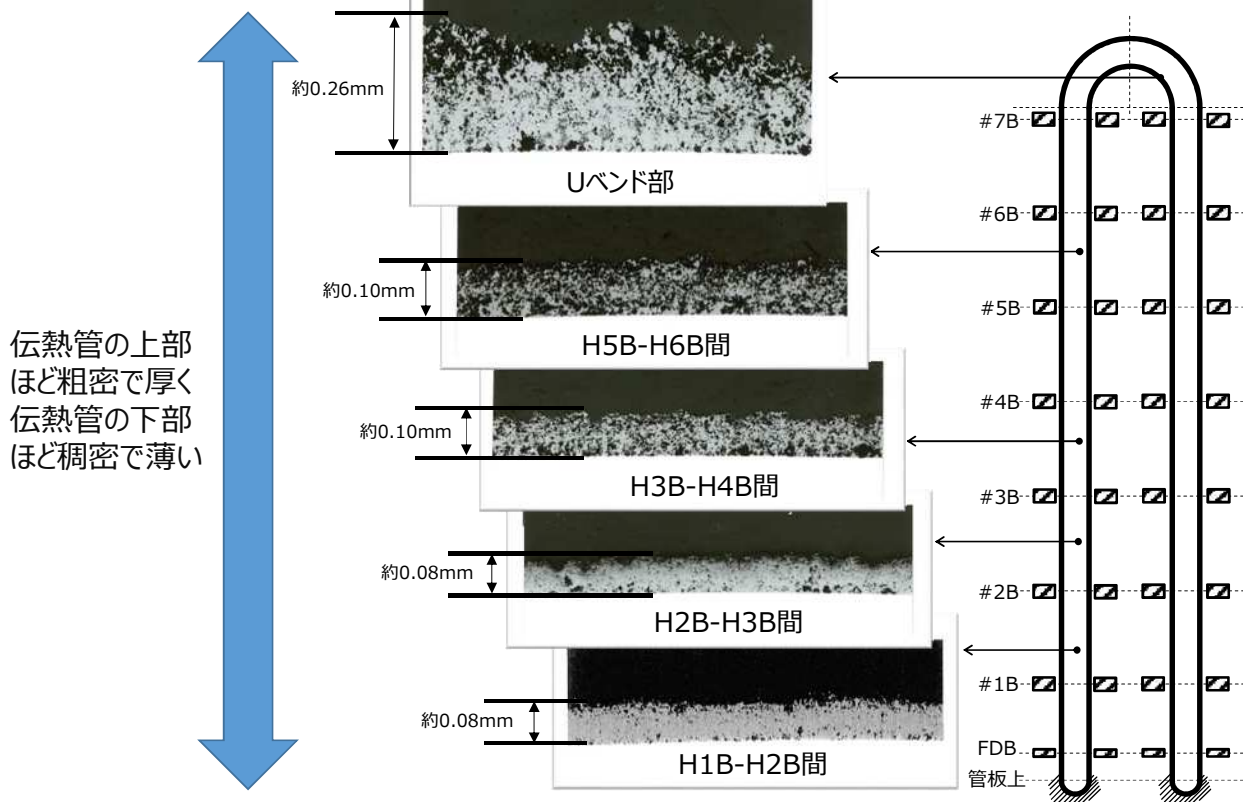 伝熱管の上部
ほど粗密で厚く
伝熱管の下部
ほど稠密で薄い
約0.26mm
Uベンド部
約0.10mm
H5B-H6B間
約0.10mm
H3B-H4B間
約0.08mm
H2B-H3B間
約0.08mm
H1B-H2B間
#7B
#6B
#5B
#4B
#3B
#2B
#1B
FDB
管板上